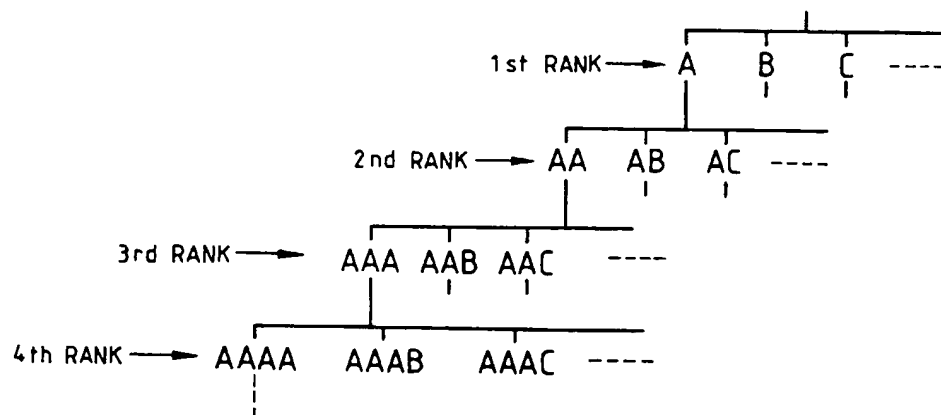 1st RANK A B C
2nd RANK AA AB AC
3rd RANK AAA AAB AAC
4th RANK AAAA AAAB AAAC